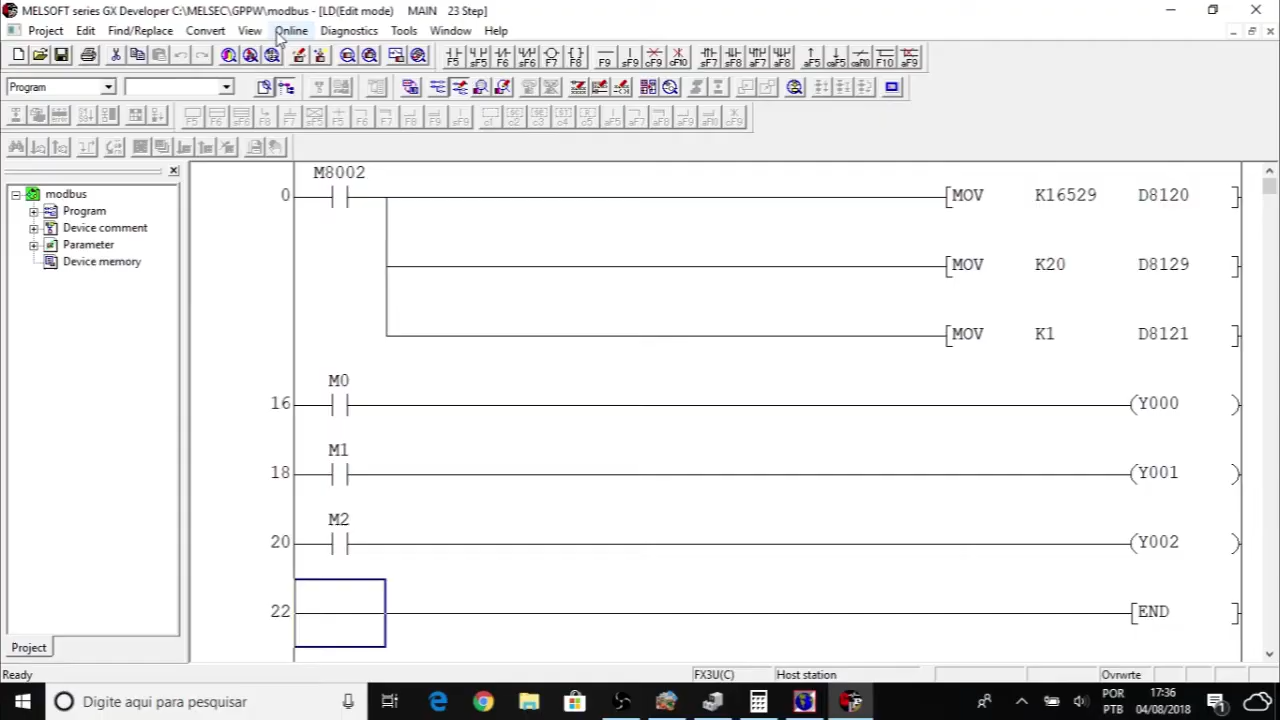 MELSOFT series GX Developer C:\MELSEC\GPPW\modbus - [LD(Edit mode)    MAIN    23 Step]
Project Edit Find/Replace Convert View Online Diagnostics Tools Window Help
Program
modbus
Program
Device comment
Parameter
Device memory
Project
M8002
0 [MOV K16529 D8120 ]
[MOV K20 D8129 ]
[MOV K1 D8121 ]
M0
16 (Y000 )
M1
18 (Y001 )
M2
20 (Y002 )
22 [END ]
Ready FX3U(C) Host station Ovrwrte
Digite aqui para pesquisar
POR 17:36
PTB 04/08/2018